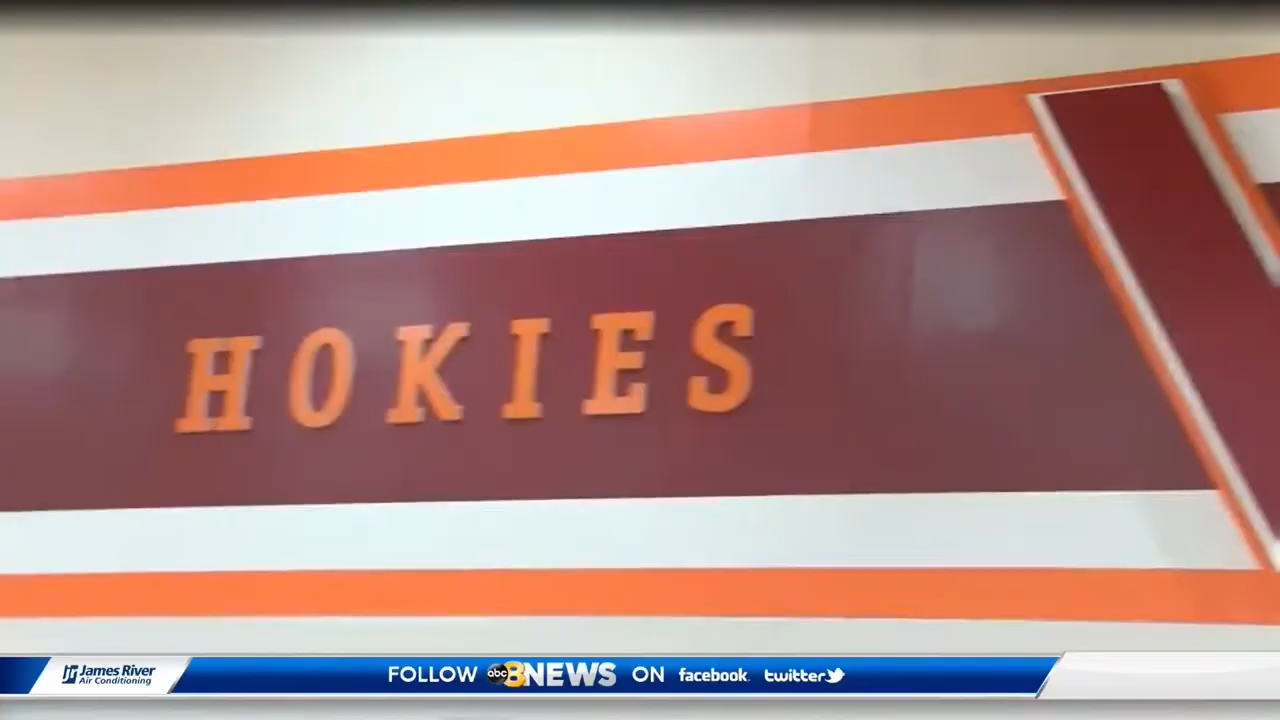 HOKIES
James River
Air Conditioning
FOLLOW abc 8NEWS ON facebook. twitter